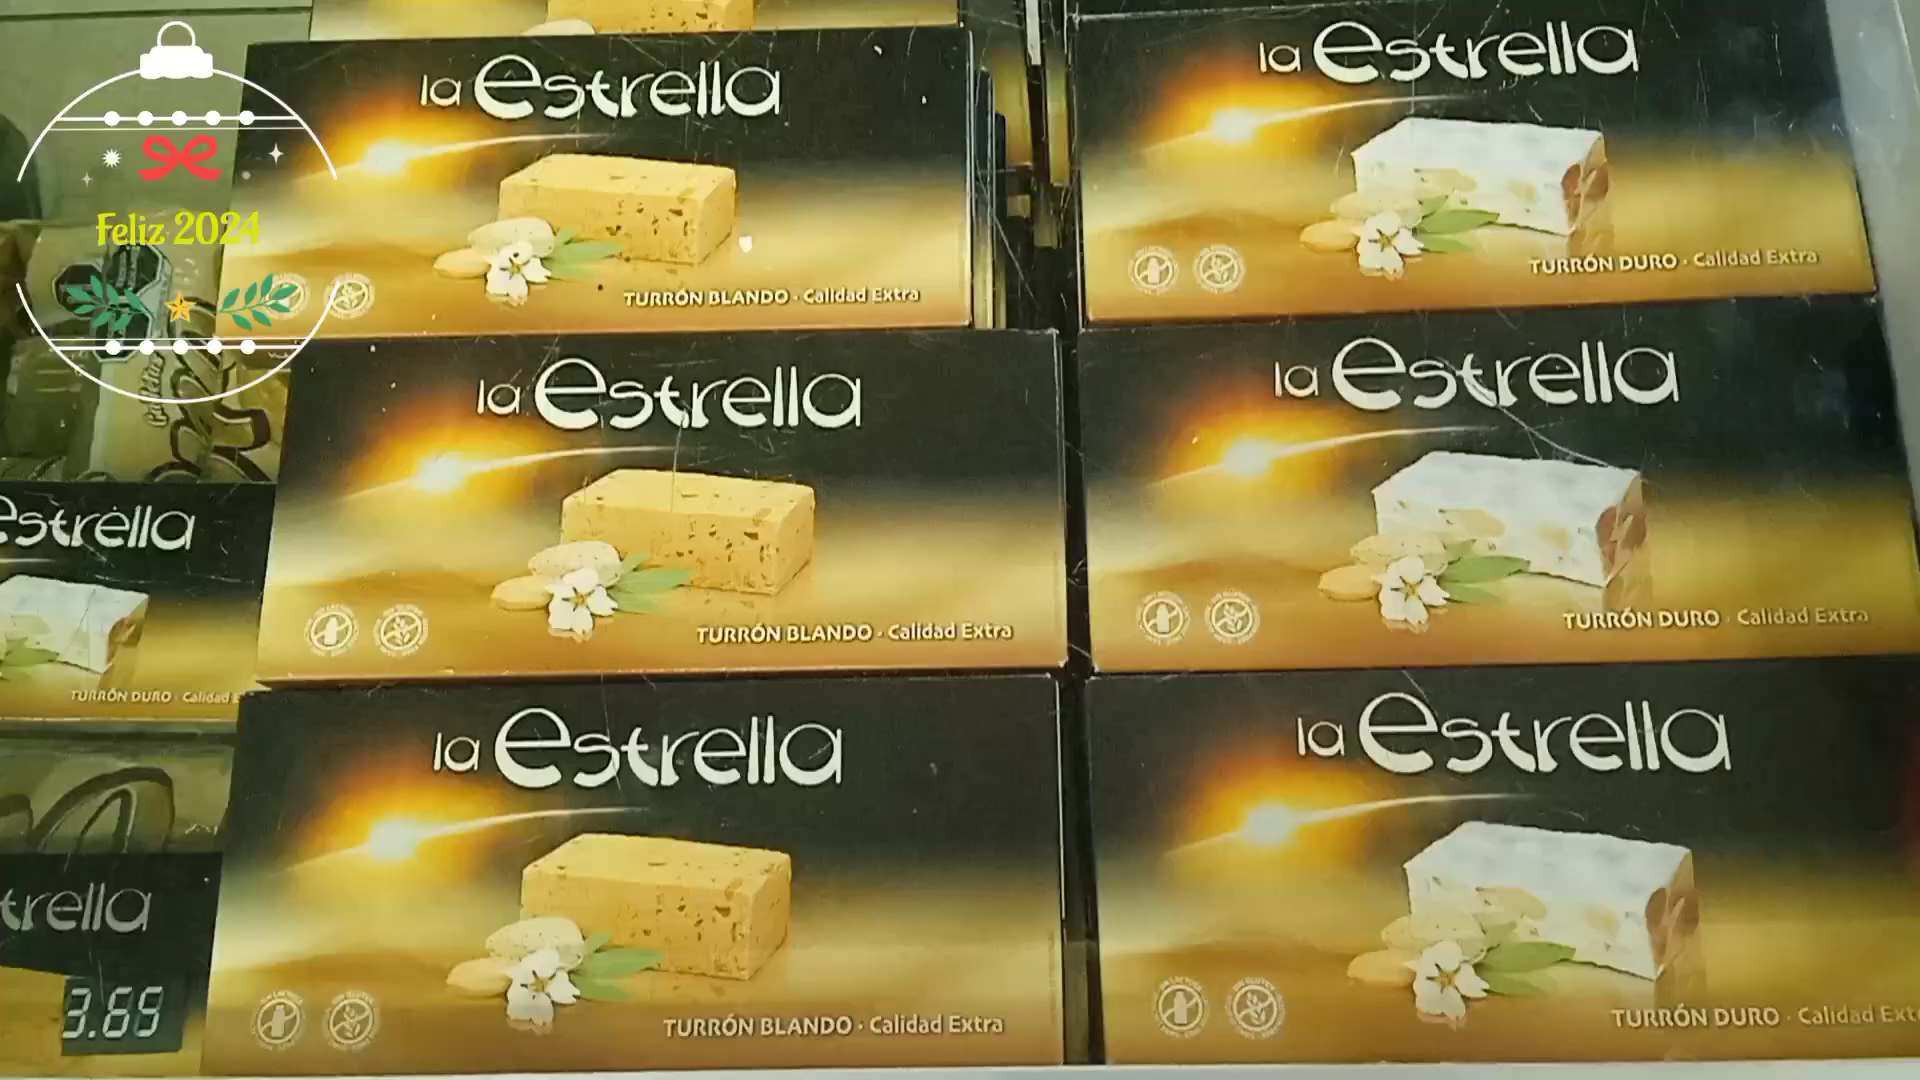 la estrella
TURRÓN BLANDO · Calidad Extra
la estrella
TURRÓN DURO · Calidad Extra
Feliz 2024
la estrella
TURRÓN BLANDO · Calidad Extra
la estrella
TURRÓN DURO · Calidad Extra
estrella
TURRÓN DURO · Calidad E
la estrella
TURRÓN BLANDO · Calidad Extra
la estrella
TURRÓN DURO · Calidad Ext
trella
3.69